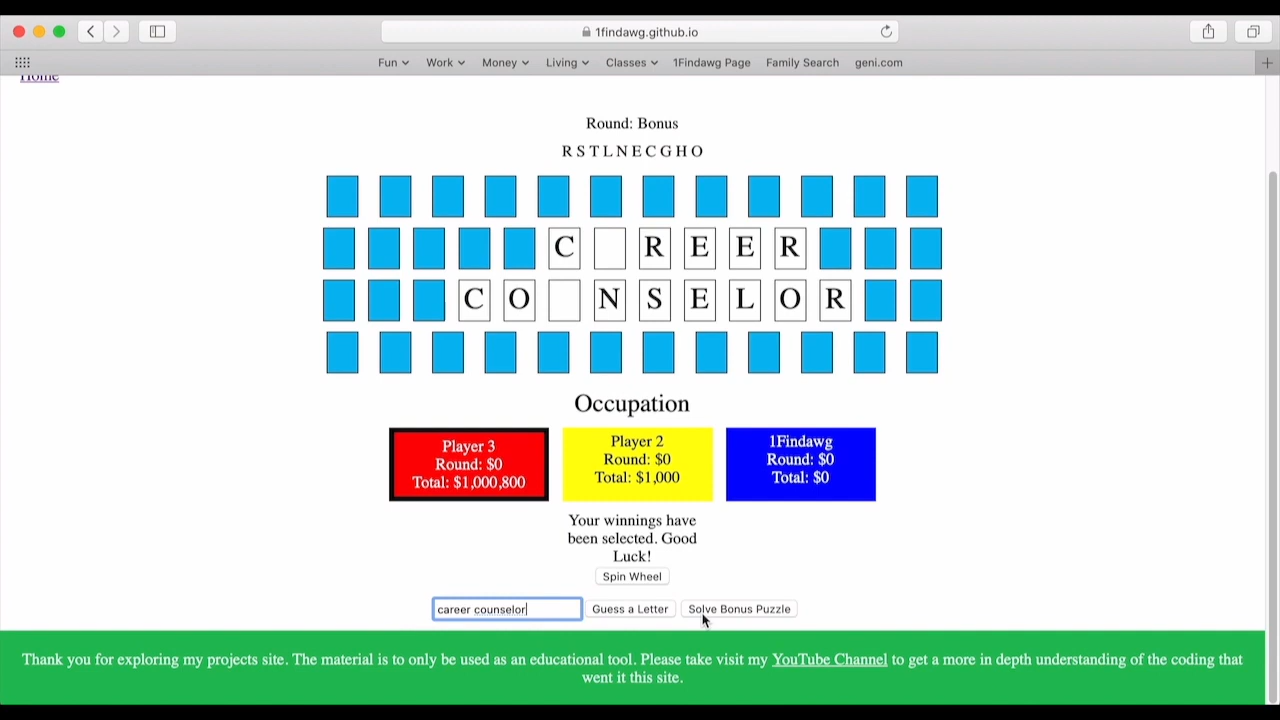 1findawg.github.io
Fun Work Money Living Classes 1Findawg Page Family Search geni.com
Home
Round: Bonus
R S T L N E C G H O
C R E E R
C O N S E L O R
Occupation
Player 3
Round: $0
Total: $1,000,800
Player 2
Round: $0
Total: $1,000
1Findawg
Round: $0
Total: $0
Your winnings have
been selected. Good
Luck!
Spin Wheel
career counselor
Guess a Letter
Solve Bonus Puzzle
Thank you for exploring my projects site. The material is to only be used as an educational tool. Please take visit my YouTube Channel to get a more in depth understanding of the coding that
went it this site.